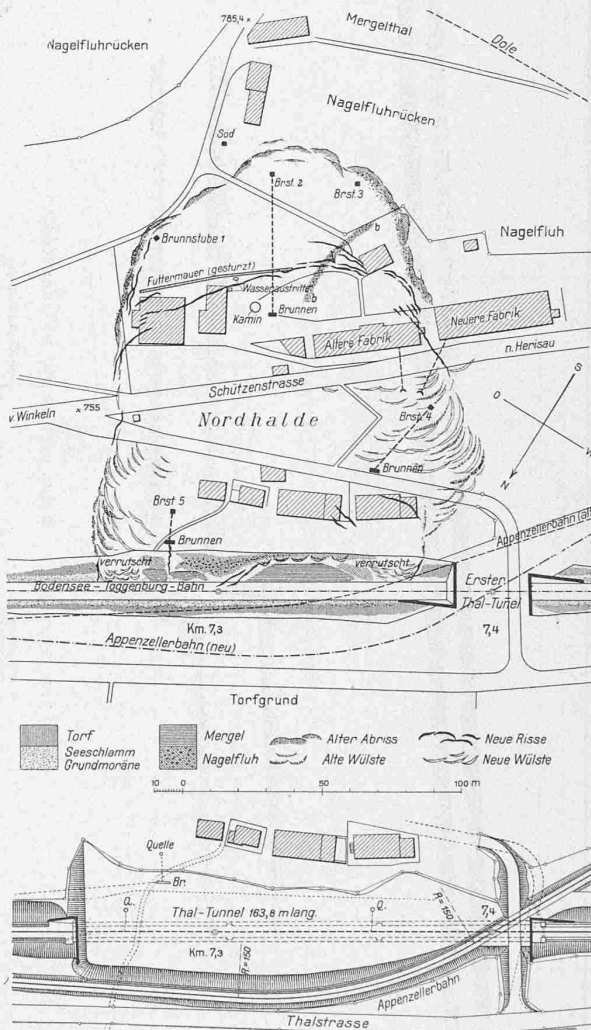 785,4 ×
Mergelthal
Dole
Nagelfluhrücken
Nagelfluhrücken
Sod
Brst. 2
Brst. 3
b
Brunnstube 1
Nagelfluh
Futtermauer (gestürzt)
Wasseraustritte
b
Kamin
Brunnen
Ältere Fabrik
Neuere Fabrik
n. Herisau
Schützenstrasse
S
O
W
N
v. Winkeln
× 755
Nordhalde
Brst. 4
Brunnen
Brst 5
Brunnen
Appenzellerbahn (alt
verrutscht
verrutscht
Erster
Bodensee-Toggenburg-Bahn
Thal-Tunnel
Km. 7,3
7,4
Appenzellerbahn (neu)
Torfgrund
Torf
Seeschlamm
Grundmoräne
Mergel
Nagelfluh
Alter Abriss
Alte Wülste
Neue Risse
Neue Wülste
10 0 50 100 m
Quelle
Br.
Q.
Q.
Thal-Tunnel 163,8 m lang.
R = 150
7,4
Km. 7,3
R = 150
Appenzellerbahn
Thalstrasse